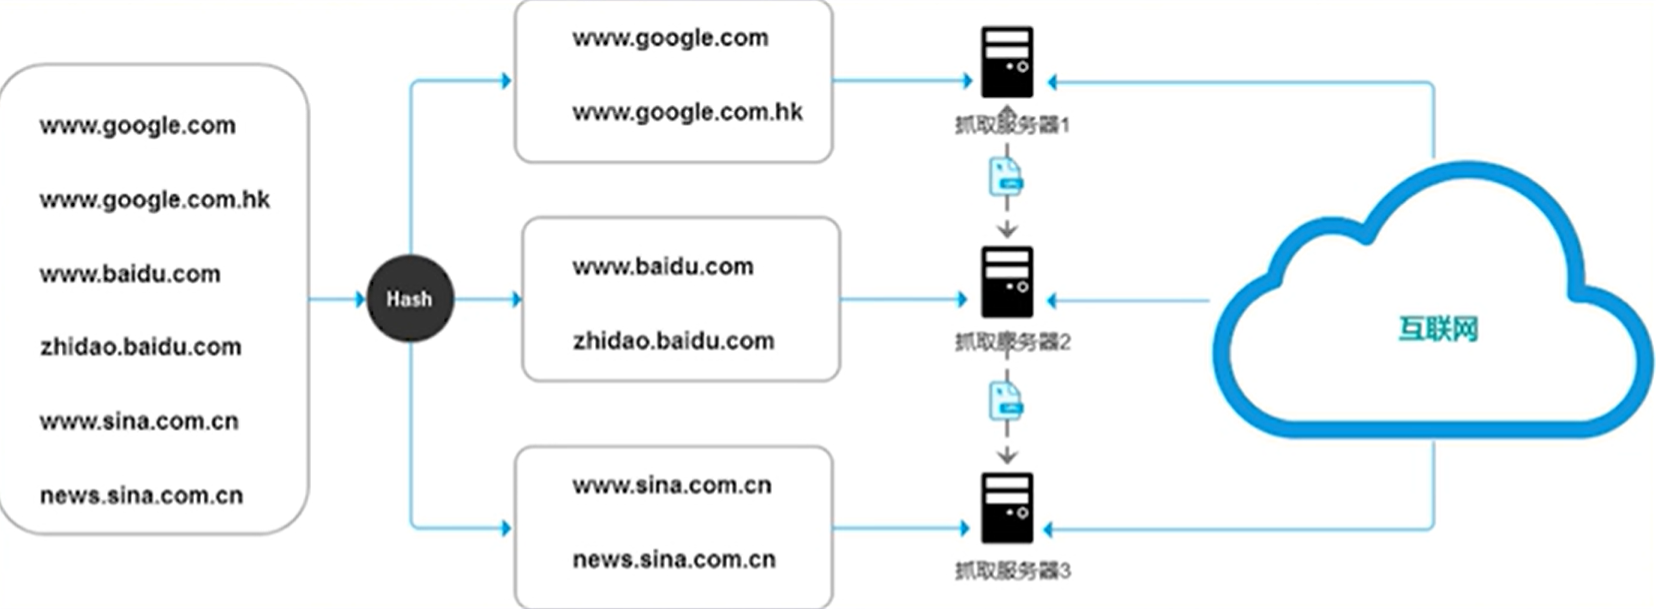 www.google.com
www.google.com.hk
www.baidu.com
zhidao.baidu.com
www.sina.com.cn
news.sina.com.cn
Hash
www.google.com
www.google.com.hk
www.baidu.com
zhidao.baidu.com
www.sina.com.cn
news.sina.com.cn
抓取服务器1
抓取服务器2
抓取服务器3
互联网